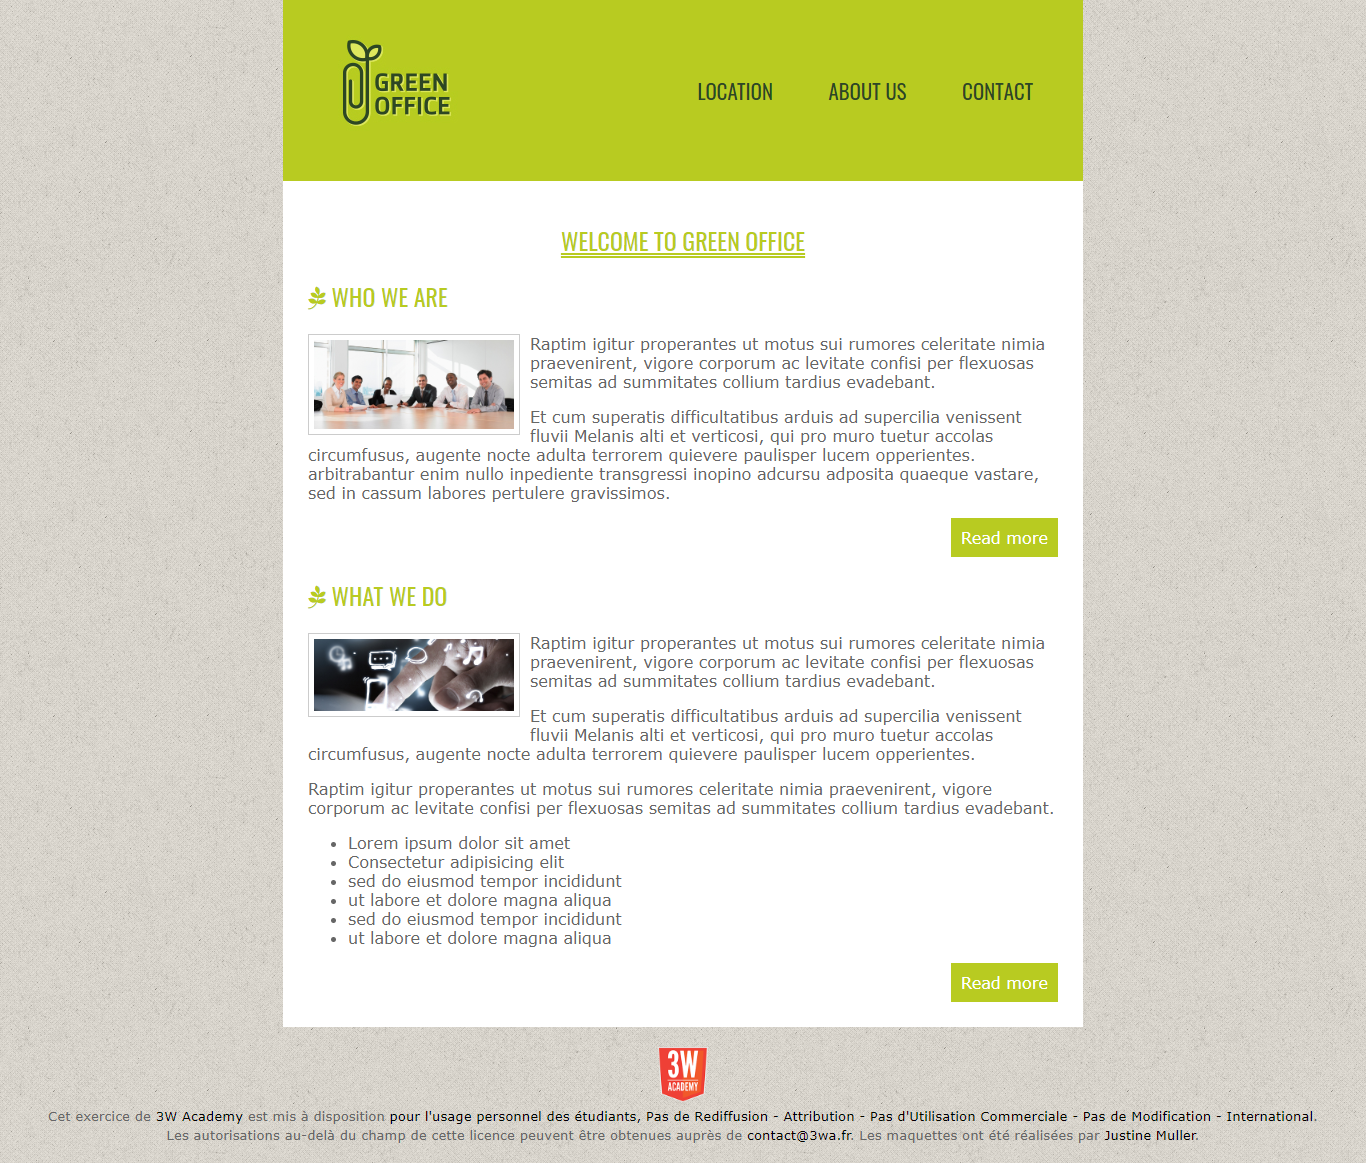 GREEN
OFFICE
LOCATION ABOUT US CONTACT
WELCOME TO GREEN OFFICE
WHO WE ARE
Raptim igitur properantes ut motus sui rumores celeritate nimia
praevenirent, vigore corporum ac levitate confisi per flexuosas
semitas ad summitates collium tardius evadebant.
Et cum superatis difficultatibus arduis ad supercilia venissent
fluvii Melanis alti et verticosi, qui pro muro tuetur accolas
circumfusus, augente nocte adulta terrorem quievere paulisper lucem opperientes.
arbitrabantur enim nullo inpediente transgressi inopino adcursu adposita quaeque vastare,
sed in cassum labores pertulere gravissimos.
Read more
WHAT WE DO
Raptim igitur properantes ut motus sui rumores celeritate nimia
praevenirent, vigore corporum ac levitate confisi per flexuosas
semitas ad summitates collium tardius evadebant.
Et cum superatis difficultatibus arduis ad supercilia venissent
fluvii Melanis alti et verticosi, qui pro muro tuetur accolas
circumfusus, augente nocte adulta terrorem quievere paulisper lucem opperientes.
Raptim igitur properantes ut motus sui rumores celeritate nimia praevenirent, vigore
corporum ac levitate confisi per flexuosas semitas ad summitates collium tardius evadebant.
• Lorem ipsum dolor sit amet
• Consectetur adipisicing elit
• sed do eiusmod tempor incididunt
• ut labore et dolore magna aliqua
• sed do eiusmod tempor incididunt
• ut labore et dolore magna aliqua
Read more
3W
ACADEMY
Cet exercice de 3W Academy est mis à disposition pour l'usage personnel des étudiants, Pas de Rediffusion - Attribution - Pas d'Utilisation Commerciale - Pas de Modification - International.
Les autorisations au-delà du champ de cette licence peuvent être obtenues auprès de contact@3wa.fr. Les maquettes ont été réalisées par Justine Muller.